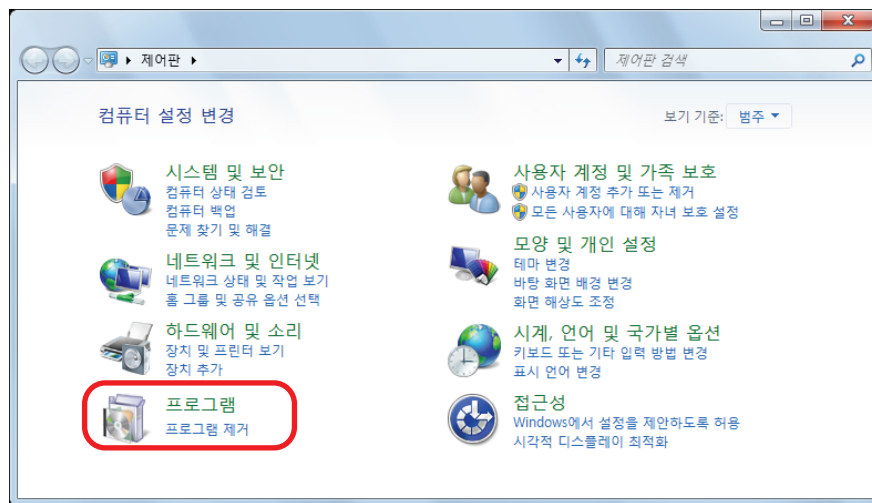 제어판
제어판 검색
컴퓨터 설정 변경
보기 기준: 범주
시스템 및 보안
컴퓨터 상태 검토
컴퓨터 백업
문제 찾기 및 해결
네트워크 및 인터넷
네트워크 상태 및 작업 보기
홈 그룹 및 공유 옵션 선택
하드웨어 및 소리
장치 및 프린터 보기
장치 추가
프로그램
프로그램 제거
사용자 계정 및 가족 보호
사용자 계정 추가 또는 제거
모든 사용자에 대해 자녀 보호 설정
모양 및 개인 설정
테마 변경
바탕 화면 배경 변경
화면 해상도 조정
시계, 언어 및 국가별 옵션
키보드 또는 기타 입력 방법 변경
표시 언어 변경
접근성
Windows에서 설정을 제안하도록 허용
시각적 디스플레이 최적화